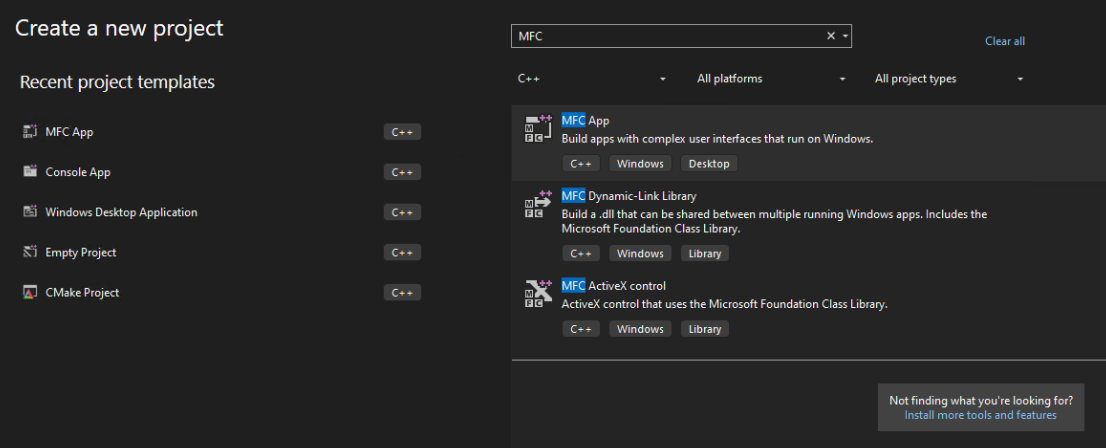 Create a new project
Recent project templates
MFC App C++
Console App C++
Windows Desktop Application C++
Empty Project C++
CMake Project C++
MFC
Clear all
C++ All platforms All project types
MFC App
Build apps with complex user interfaces that run on Windows.
C++ Windows Desktop
MFC Dynamic-Link Library
Build a .dll that can be shared between multiple running Windows apps. Includes the
Microsoft Foundation Class Library.
C++ Windows Library
MFC ActiveX control
ActiveX control that uses the Microsoft Foundation Class Library.
C++ Windows Library
Not finding what you're looking for?
Install more tools and features